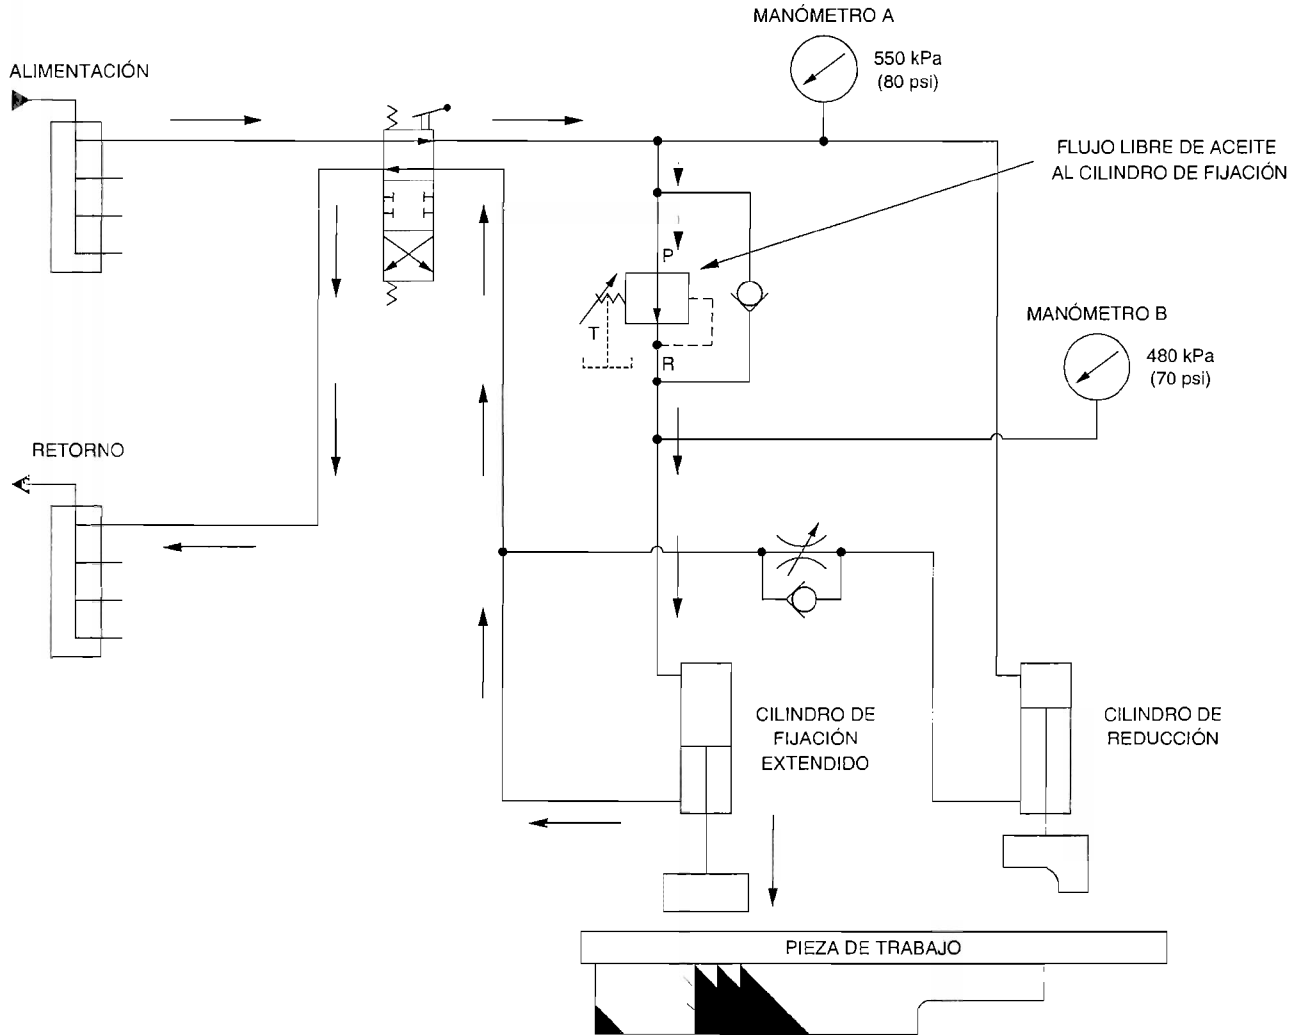 MANÓMETRO A
550 kPa
(80 psi)
ALIMENTACIÓN
FLUJO LIBRE DE ACEITE
AL CILINDRO DE FIJACIÓN
P
T
R
MANÓMETRO B
480 kPa
(70 psi)
RETORNO
CILINDRO DE
FIJACIÓN
EXTENDIDO
CILINDRO DE
REDUCCIÓN
PIEZA DE TRABAJO